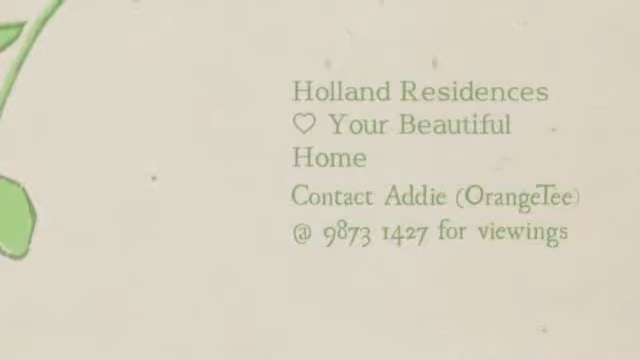 Holland Residences
♡ Your Beautiful
Home
Contact Addie (OrangeTee)
@ 9873 1427 for viewings